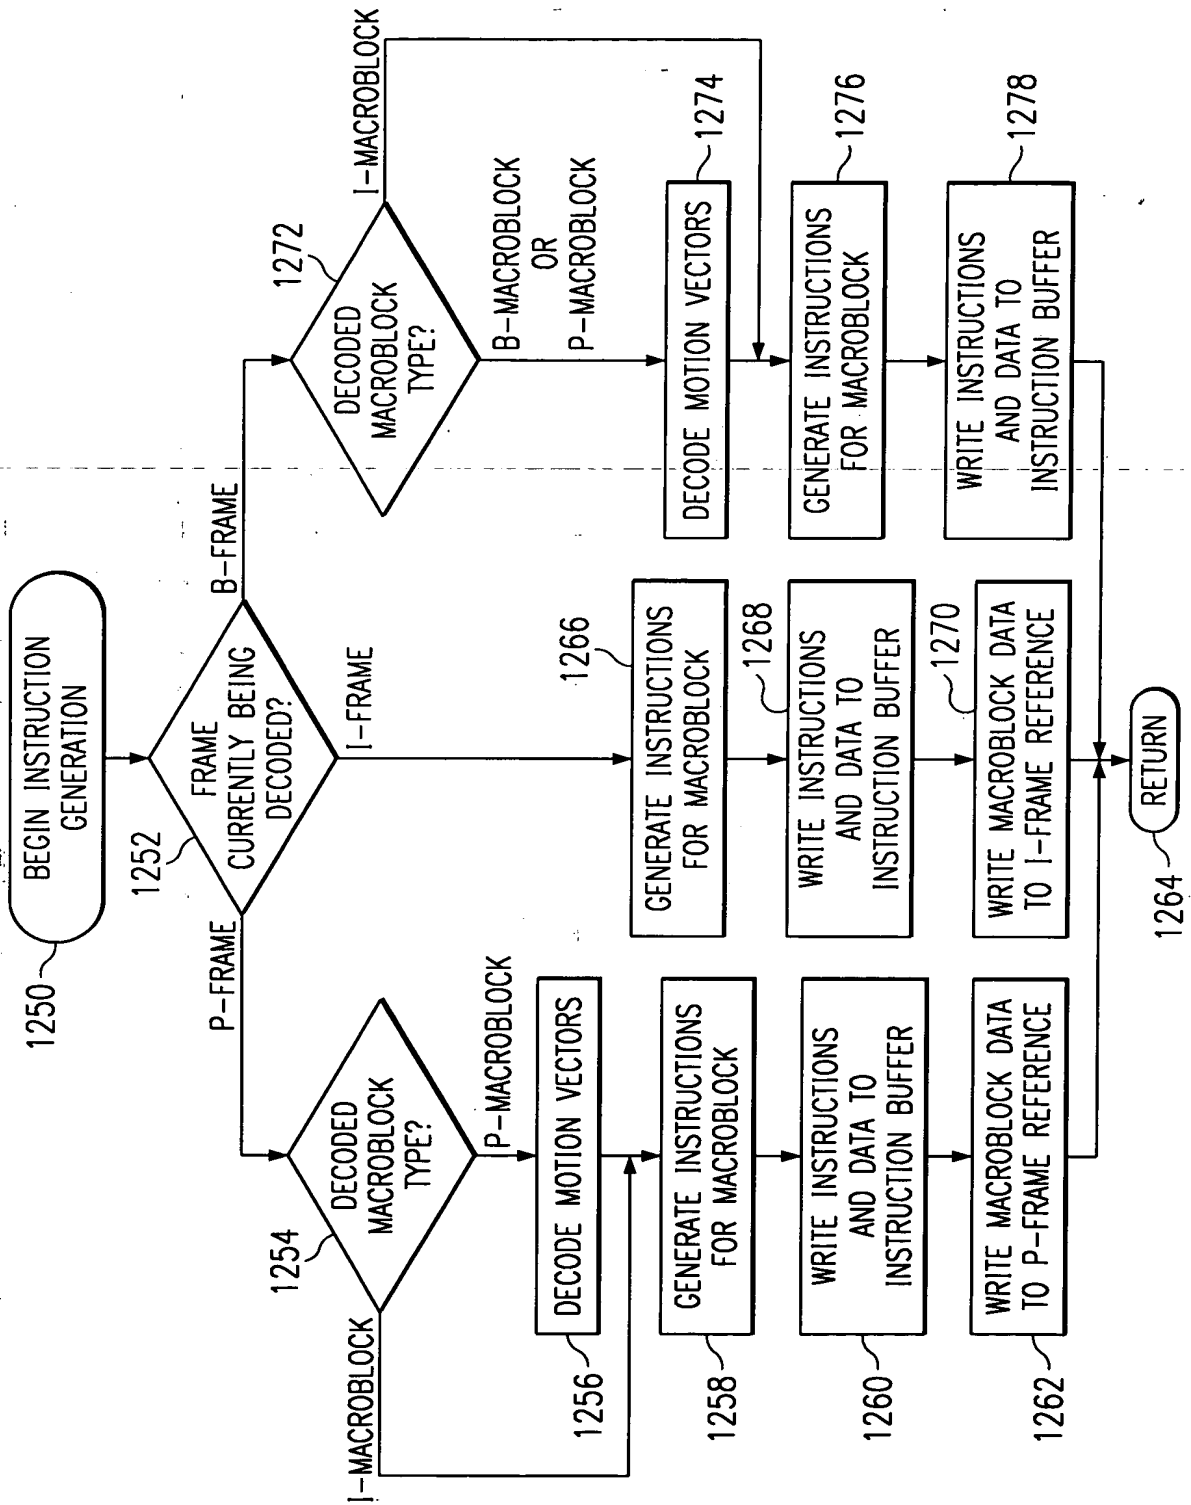 1250
BEGIN INSTRUCTION
GENERATION
1252
FRAME
CURRENTLY BEING
DECODED?
P-FRAME
I-FRAME
B-FRAME
1254
DECODED
MACROBLOCK
TYPE?
I-MACROBLOCK
P-MACROBLOCK
1256
DECODE MOTION VECTORS
1258
GENERATE INSTRUCTIONS
FOR MACROBLOCK
1260
WRITE INSTRUCTIONS
AND DATA TO
INSTRUCTION BUFFER
1262
WRITE MACROBLOCK DATA
TO P-FRAME REFERENCE
1266
GENERATE INSTRUCTIONS
FOR MACROBLOCK
1268
WRITE INSTRUCTIONS
AND DATA TO
INSTRUCTION BUFFER
1270
WRITE MACROBLOCK DATA
TO I-FRAME REFERENCE
1272
DECODED
MACROBLOCK
TYPE?
I-MACROBLOCK
B-MACROBLOCK
OR
P-MACROBLOCK
DECODE MOTION VECTORS
1274
GENERATE INSTRUCTIONS
FOR MACROBLOCK
1276
WRITE INSTRUCTIONS
AND DATA TO
INSTRUCTION BUFFER
1278
1264
RETURN